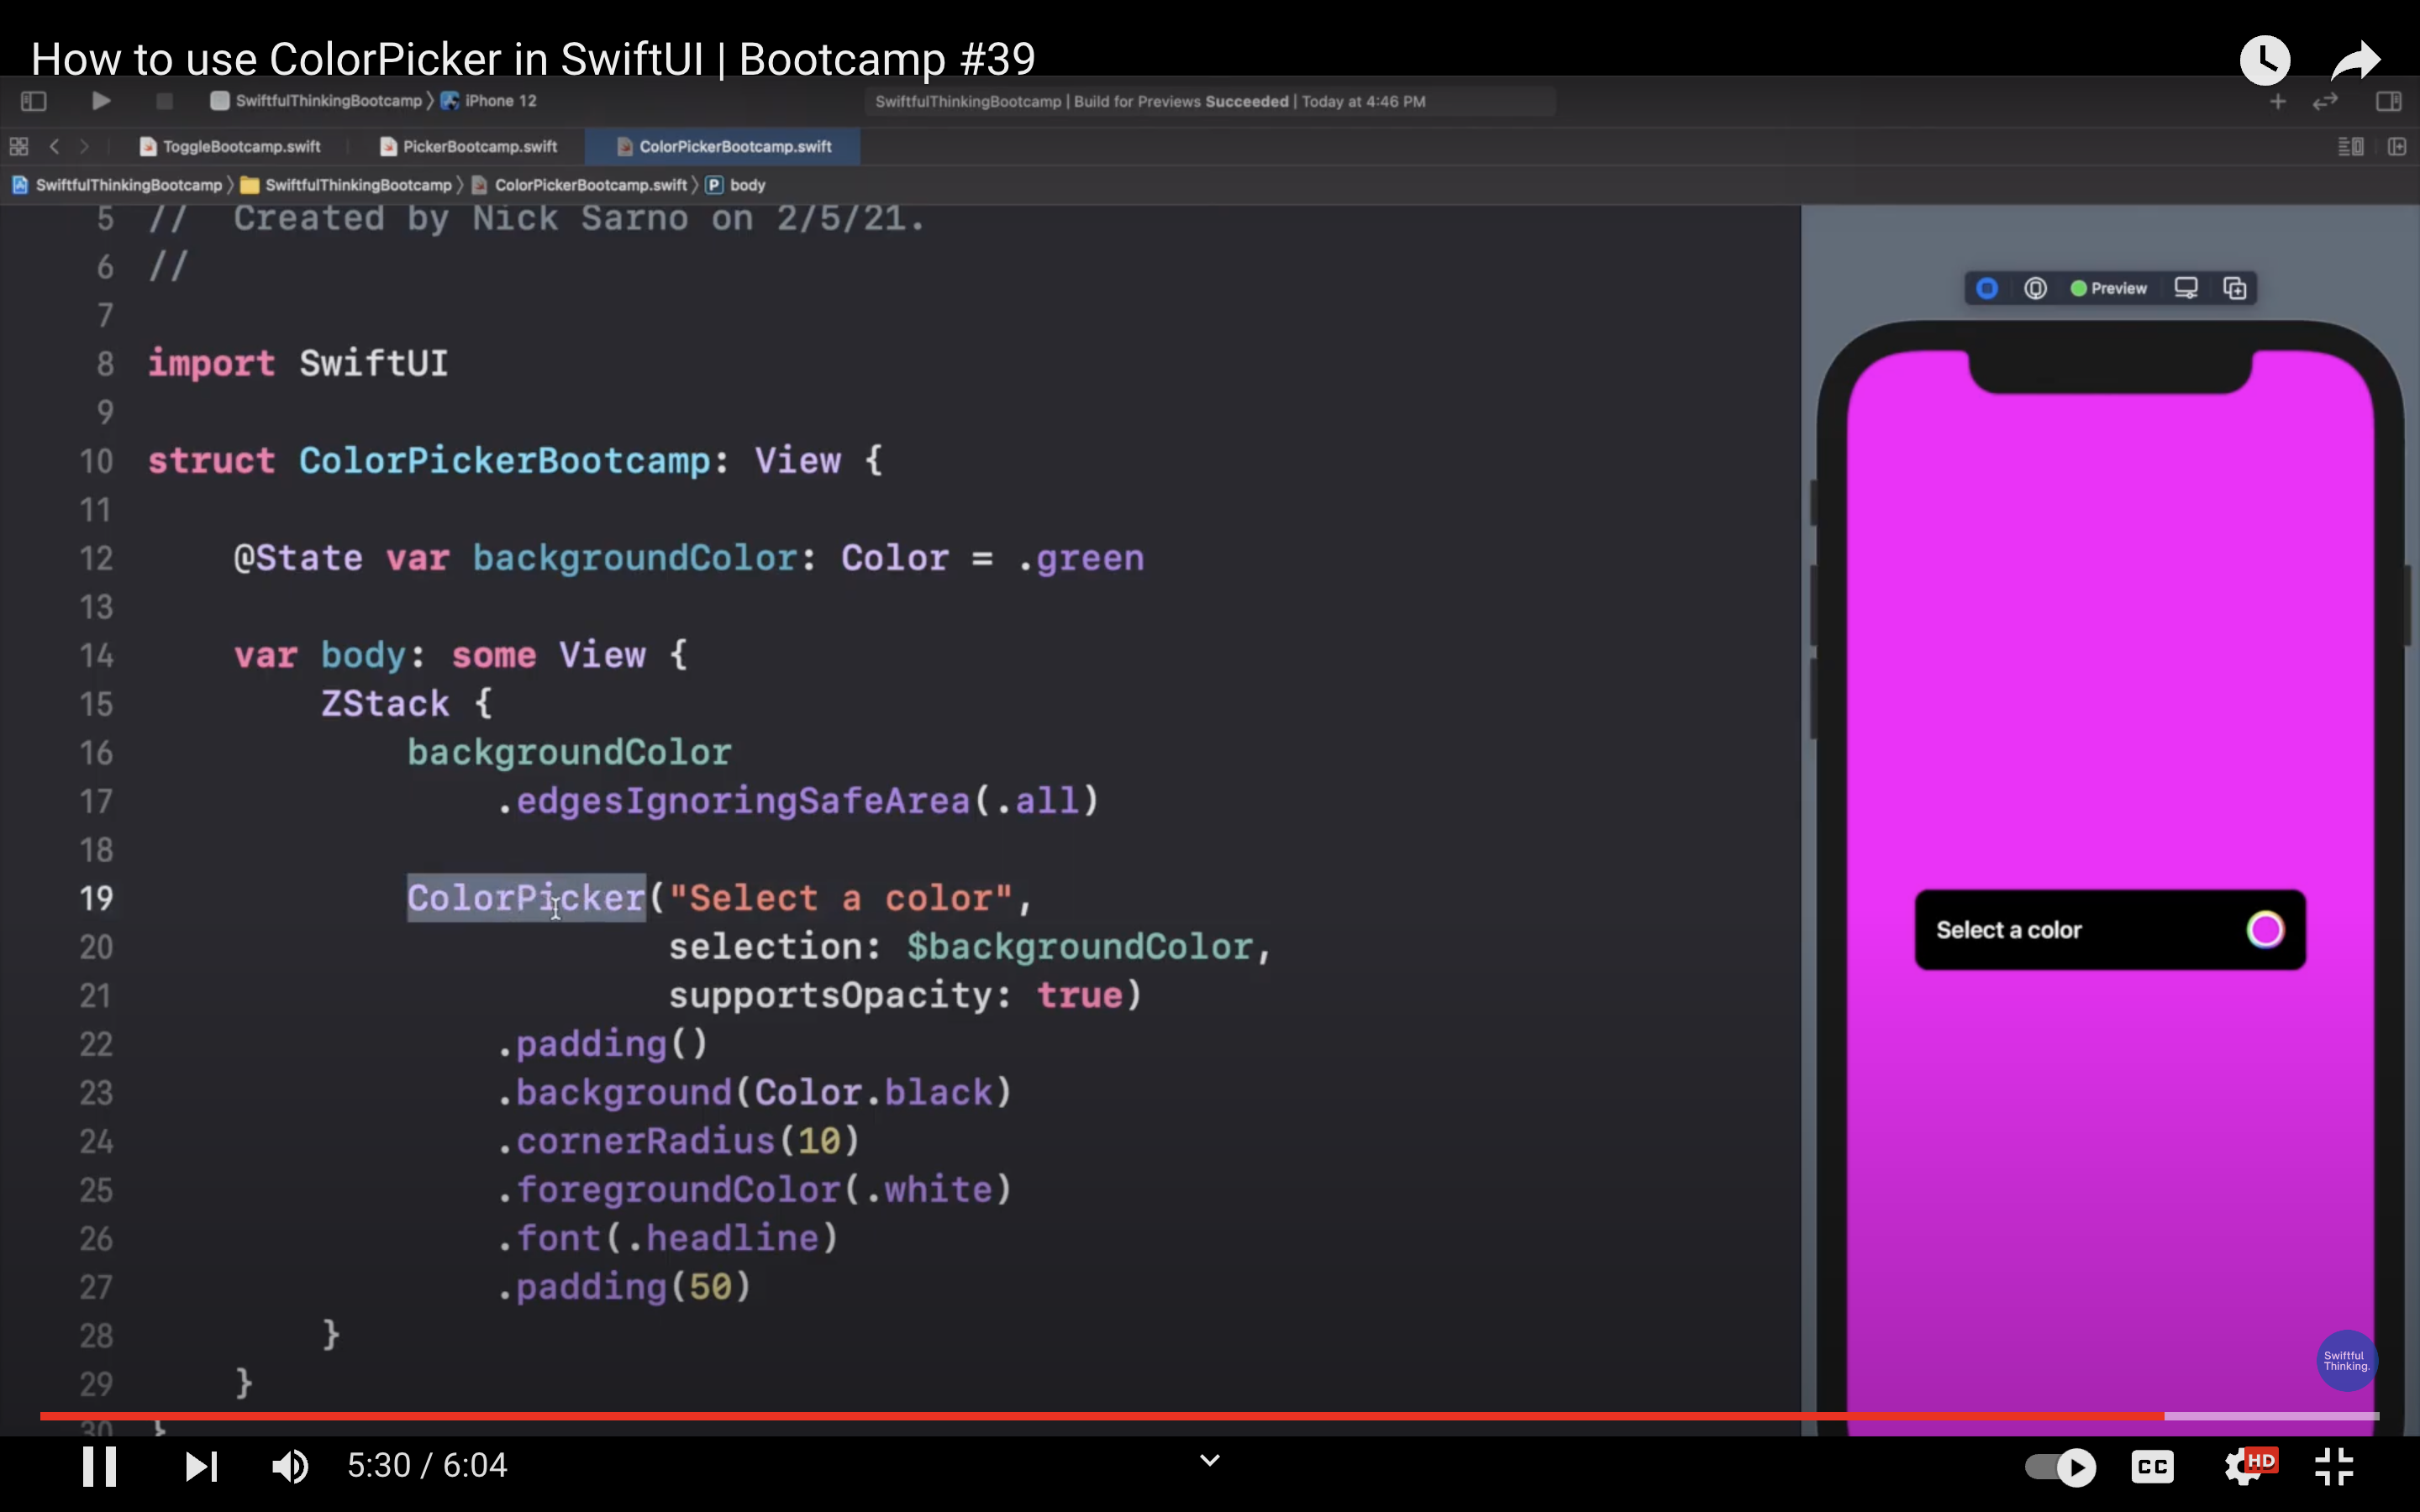 How to use ColorPicker in SwiftUI | Bootcamp #39
SwiftfulThinkingBootcamp 〉 iPhone 12
SwiftfulThinkingBootcamp | Build for Previews Succeeded | Today at 4:46 PM
ToggleBootcamp.swift
PickerBootcamp.swift
ColorPickerBootcamp.swift
SwiftfulThinkingBootcamp 〉 SwiftfulThinkingBootcamp 〉 ColorPickerBootcamp.swift 〉 P body
5 //  Created by Nick Sarno on 2/5/21.
6 //
7
8 import SwiftUI
9
10 struct ColorPickerBootcamp: View {
11
12     @State var backgroundColor: Color = .green
13
14     var body: some View {
15         ZStack {
16             backgroundColor
17                 .edgesIgnoringSafeArea(.all)
18
19             ColorPicker("Select a color",
20                         selection: $backgroundColor,
21                         supportsOpacity: true)
22                 .padding()
23                 .background(Color.black)
24                 .cornerRadius(10)
25                 .foregroundColor(.white)
26                 .font(.headline)
27                 .padding(50)
28         }
29     }
30 }
Preview
Select a color
Swiftful
Thinking.
5:30 / 6:04
CC
HD